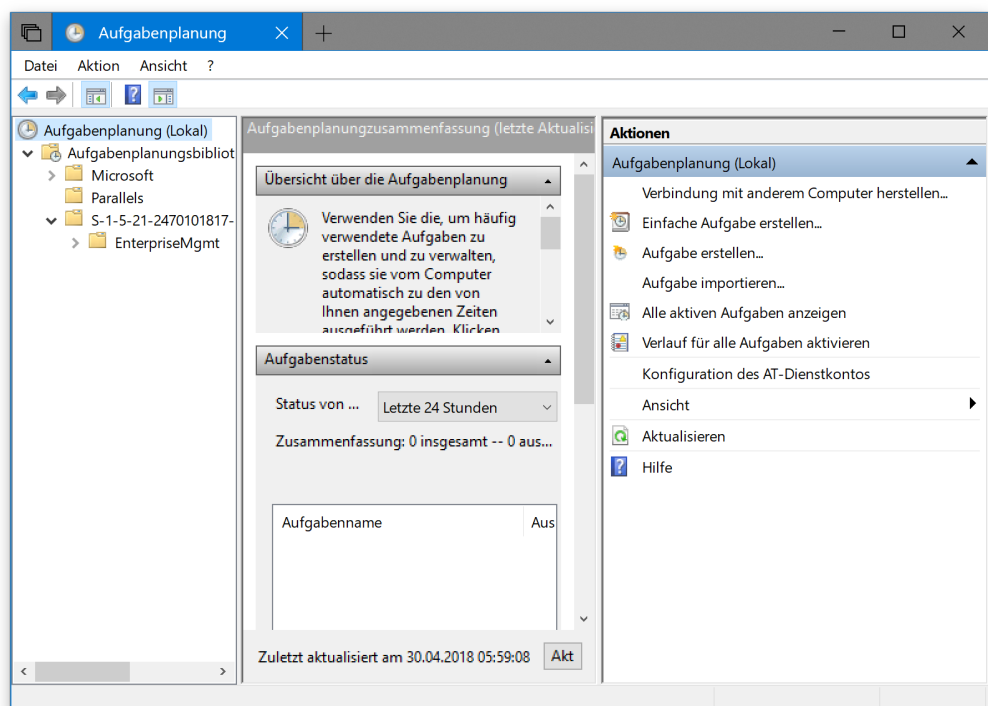 Aufgabenplanung
Datei Aktion Ansicht ?
Aufgabenplanung (Lokal)
Aufgabenplanungsbibliot
Microsoft
Parallels
S-1-5-21-2470101817-
EnterpriseMgmt
Aufgabenplanungzusammenfassung (letzte Aktualisi
Übersicht über die Aufgabenplanung
Verwenden Sie die, um häufig
verwendete Aufgaben zu
erstellen und zu verwalten,
sodass sie vom Computer
automatisch zu den von
Ihnen angegebenen Zeiten
ausgeführt werden. Klicken
Aufgabenstatus
Status von ... Letzte 24 Stunden
Zusammenfassung: 0 insgesamt -- 0 aus...
Aufgabenname Aus
Zuletzt aktualisiert am 30.04.2018 05:59:08 Akt
Aktionen
Aufgabenplanung (Lokal)
Verbindung mit anderem Computer herstellen...
Einfache Aufgabe erstellen...
Aufgabe erstellen...
Aufgabe importieren...
Alle aktiven Aufgaben anzeigen
Verlauf für alle Aufgaben aktivieren
Konfiguration des AT-Dienstkontos
Ansicht
Aktualisieren
Hilfe